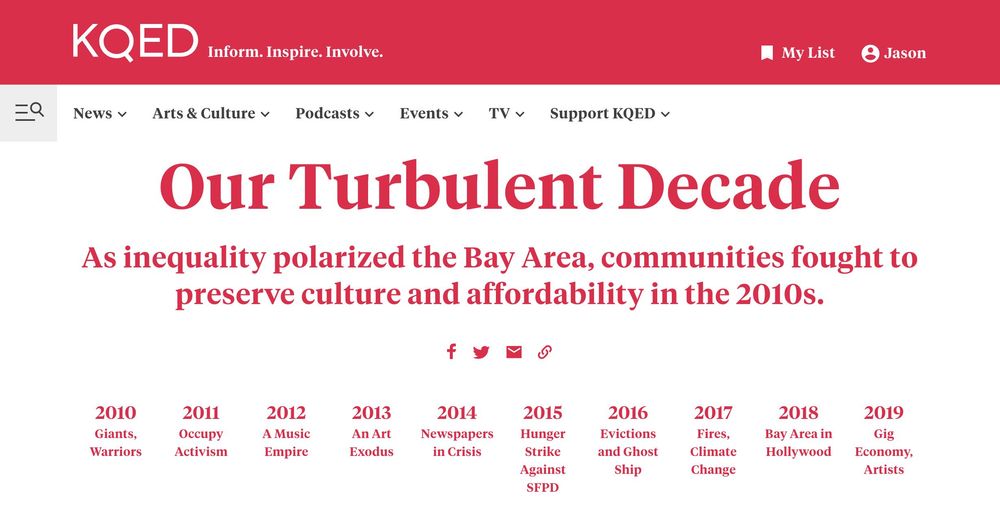 KQED Inform. Inspire. Involve.
My List Jason
News Arts & Culture Podcasts Events TV Support KQED
Our Turbulent Decade
As inequality polarized the Bay Area, communities fought to
preserve culture and affordability in the 2010s.
2010
Giants,
Warriors
2011
Occupy
Activism
2012
A Music
Empire
2013
An Art
Exodus
2014
Newspapers
in Crisis
2015
Hunger
Strike
Against
SFPD
2016
Evictions
and Ghost
Ship
2017
Fires,
Climate
Change
2018
Bay Area in
Hollywood
2019
Gig
Economy,
Artists